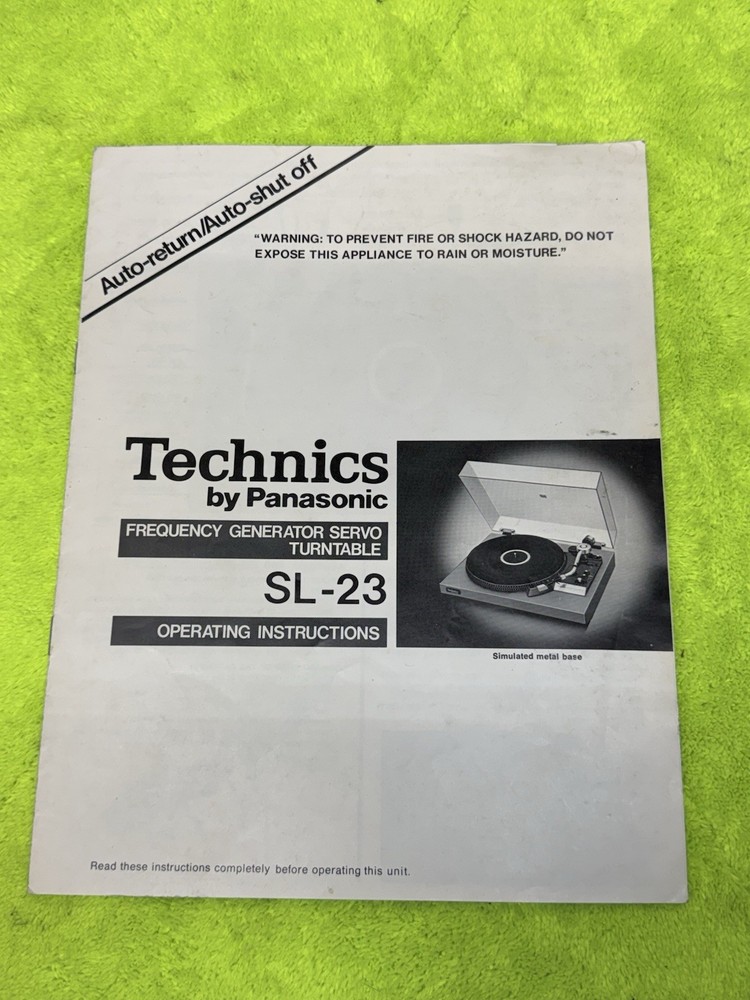 Auto-return/Auto-shut off
“WARNING: TO PREVENT FIRE OR SHOCK HAZARD, DO NOT
EXPOSE THIS APPLIANCE TO RAIN OR MOISTURE.”
Technics
by Panasonic
FREQUENCY GENERATOR SERVO
TURNTABLE
SL-23
OPERATING INSTRUCTIONS
Simulated metal base
Read these instructions completely before operating this unit.